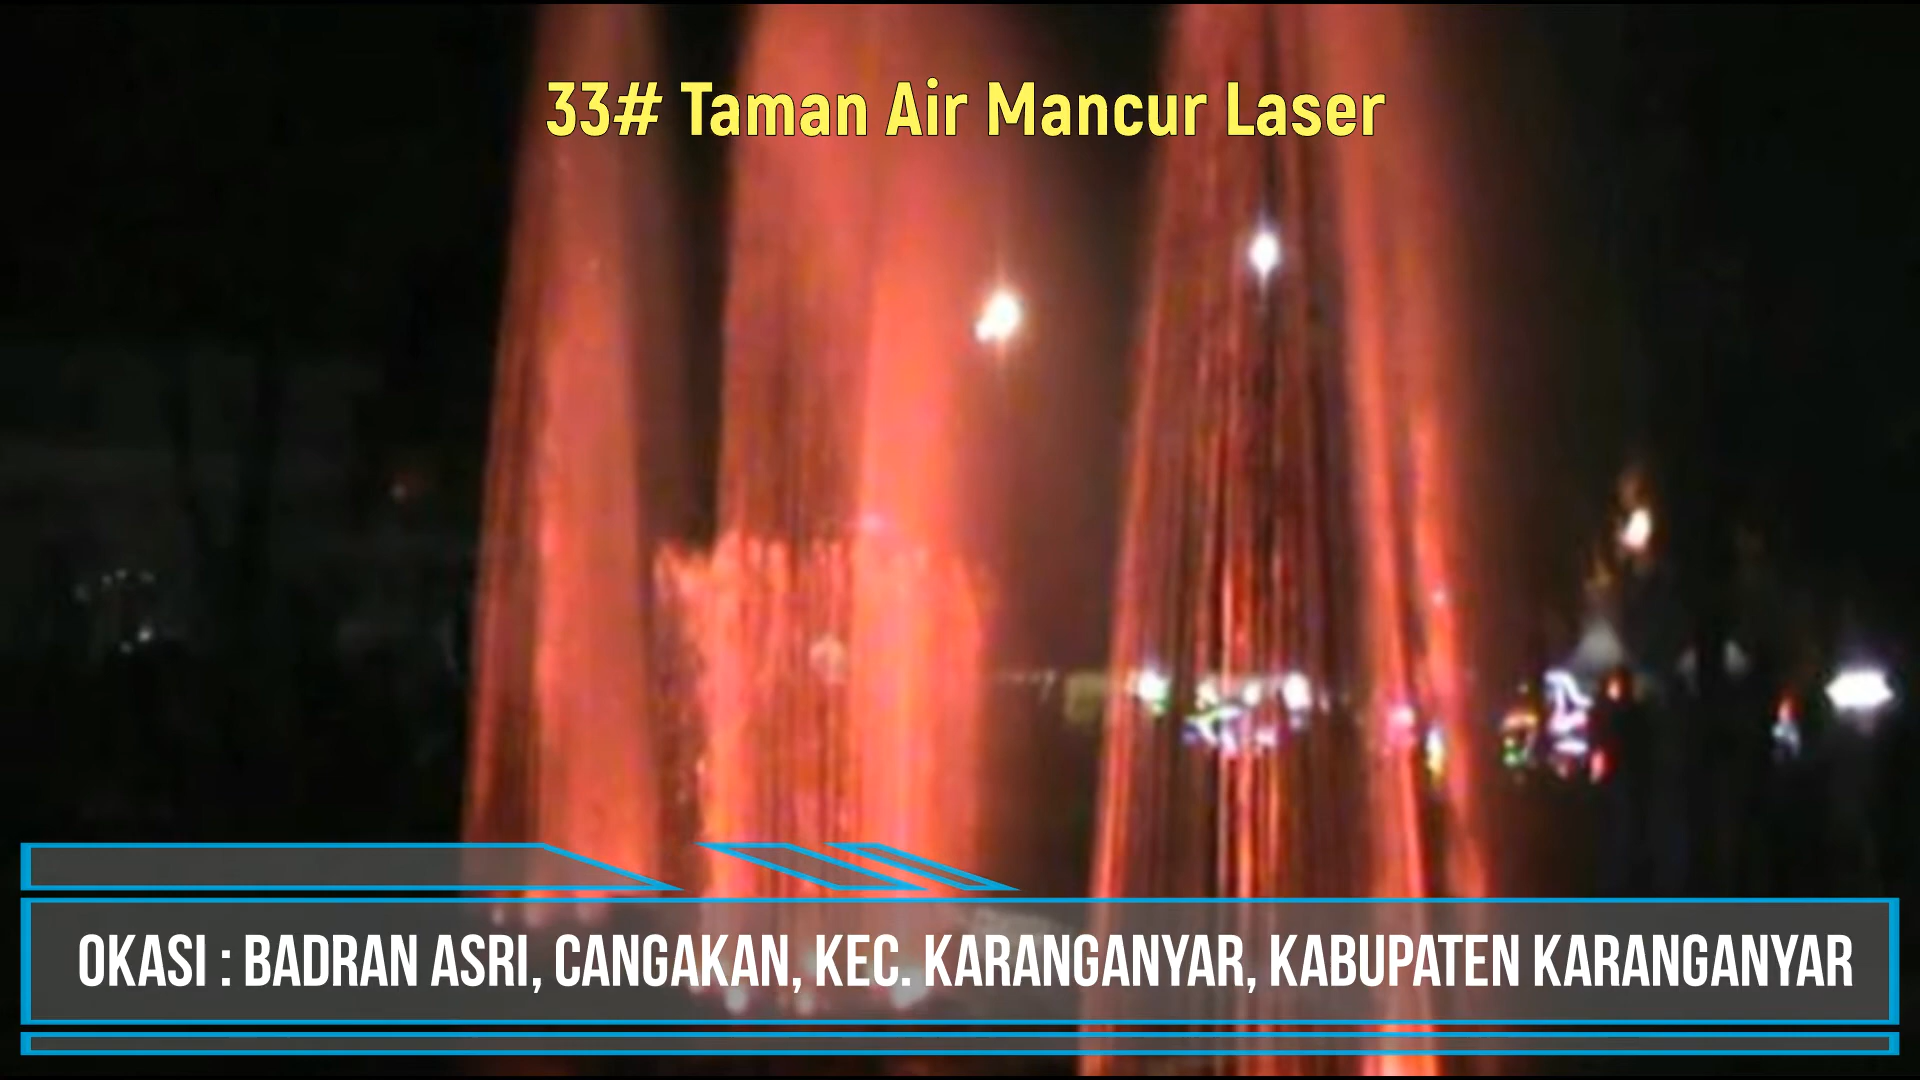 33# Taman Air Mancur Laser
OKASI : BADRAN ASRI, CANGAKAN, KEC. KARANGANYAR, KABUPATEN KARANGANYAR